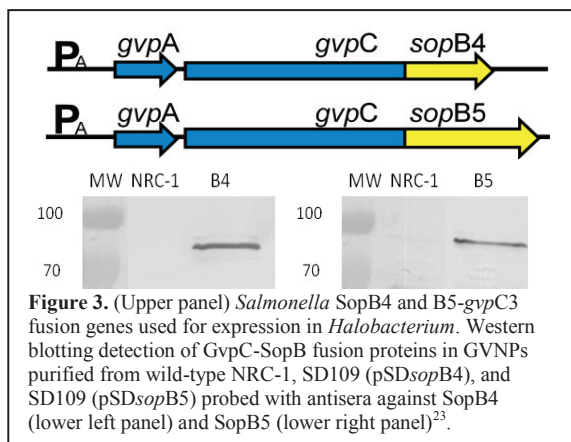 gvpA gvpC sopB4
PA
gvpA gvpC sopB5
PA
MW NRC-1 B4 MW NRC-1 B5
100 100
70 70
Figure 3. (Upper panel) Salmonella SopB4 and B5-gvpC3
fusion genes used for expression in Halobacterium. Western
blotting detection of GvpC-SopB fusion proteins in GVNPs
purified from wild-type NRC-1, SD109 (pSDsopB4), and
SD109 (pSDsopB5) probed with antisera against SopB4
(lower left panel) and SopB5 (lower right panel)23.